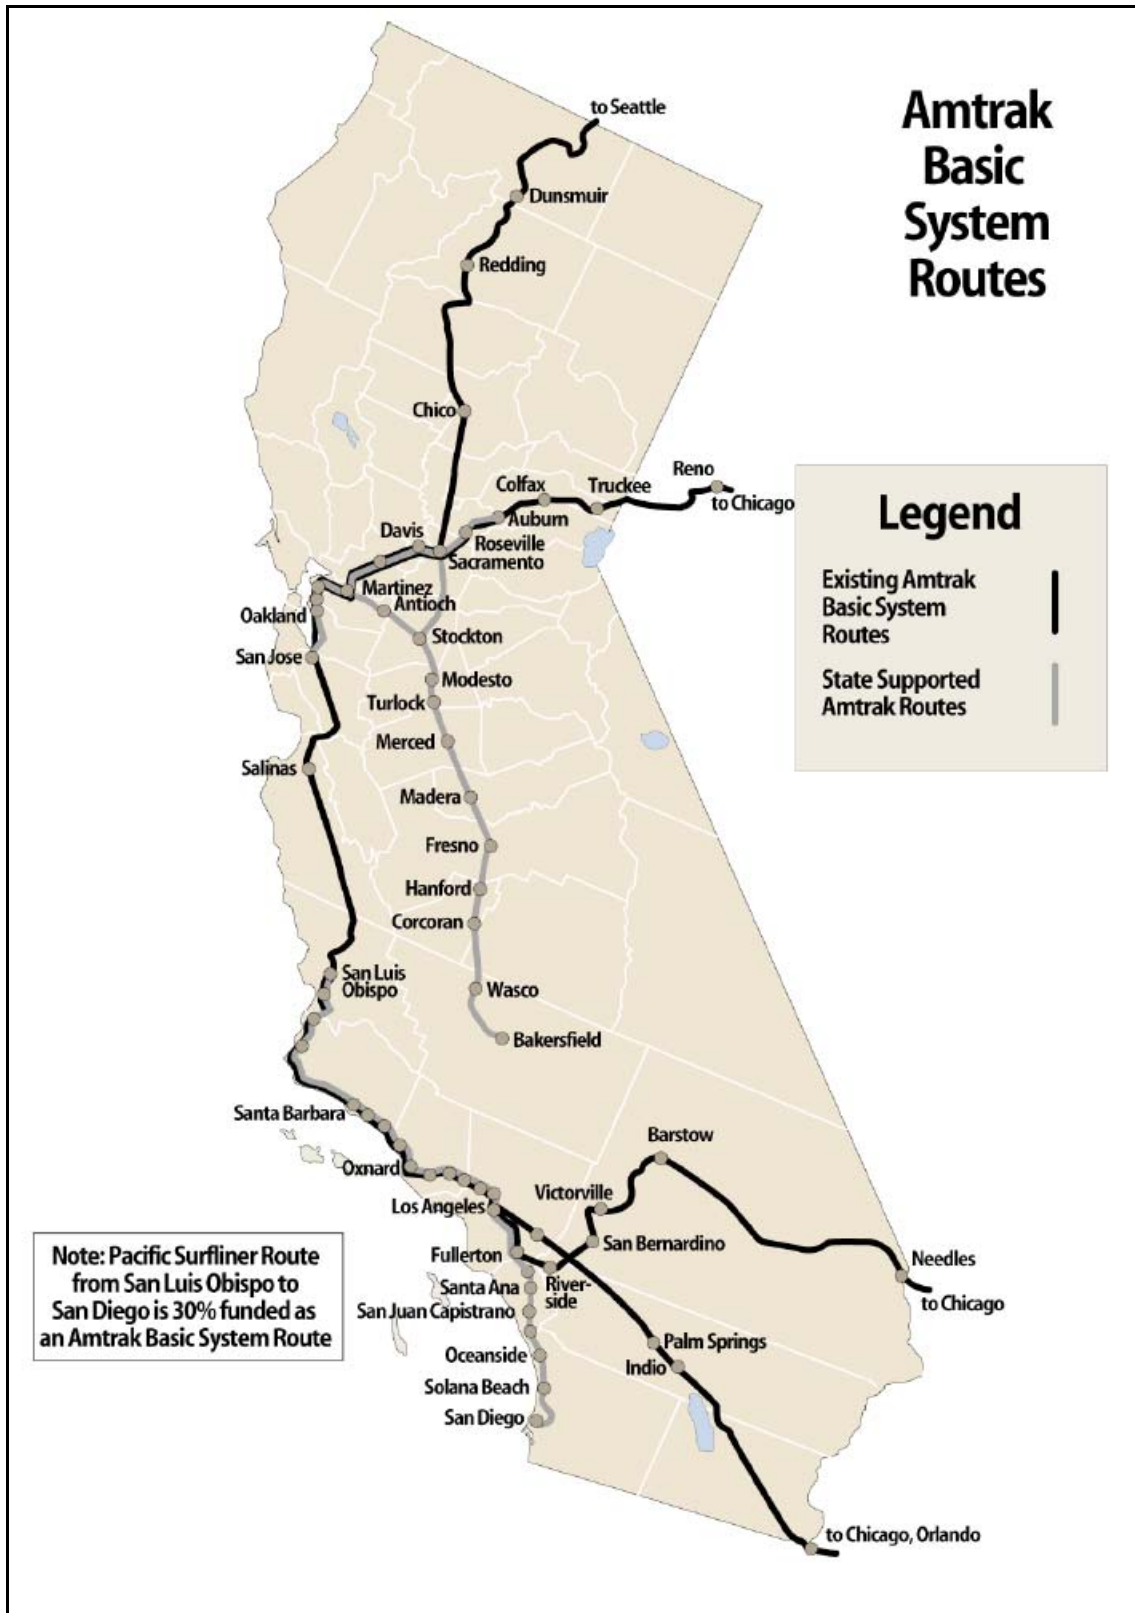 Amtrak
Basic
System
Routes
to Seattle
Dunsmuir
Redding
Chico
Reno
to Chicago
Truckee
Colfax
Auburn
Roseville
Davis
Sacramento
Martinez
Antioch
Oakland
Stockton
San Jose
Modesto
Turlock
Merced
Salinas
Madera
Fresno
Hanford
Corcoran
San Luis
Obispo
Wasco
Bakersfield
Santa Barbara
Oxnard
Barstow
Victorville
Los Angeles
San Bernardino
Fullerton
Needles
to Chicago
River-
side
Santa Ana
San Juan Capistrano
Palm Springs
Oceanside
Indio
Solana Beach
San Diego
to Chicago, Orlando
Legend
Existing Amtrak
Basic System
Routes
State Supported
Amtrak Routes
Note: Pacific Surfliner Route
from San Luis Obispo to
San Diego is 30% funded as
an Amtrak Basic System Route